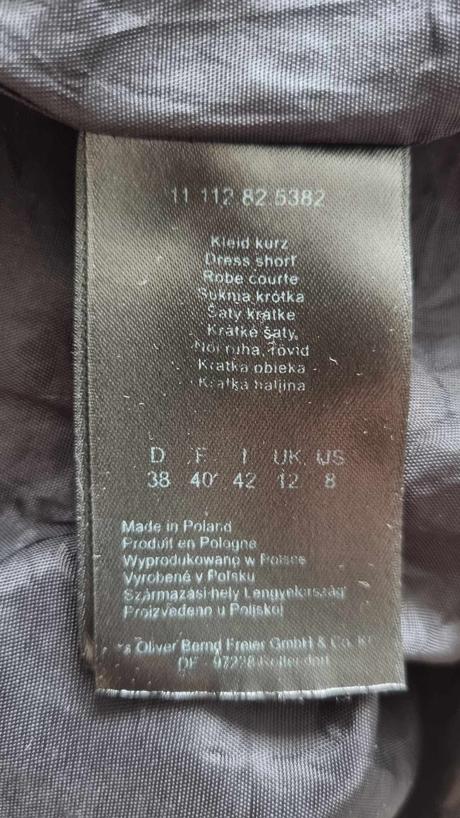 11 112 82 5382
Kleid kurz
Dress short
Robe courte
Suknia krótka
Šaty krátke
Krátké šaty
Női ruha, rövid
Kratka obleka
Kratka haljina
D F I UK US
38 40 42 12 8
Made in Poland
Produit en Pologne
Wyprodukowano w Polsce
Vyrobené v Polsku
Származási hely Lengyelország
Proizvedeno u Poljskoj
s Oliver Bernd Freier GmbH & Co. KG
DE 97228 Rottendorf